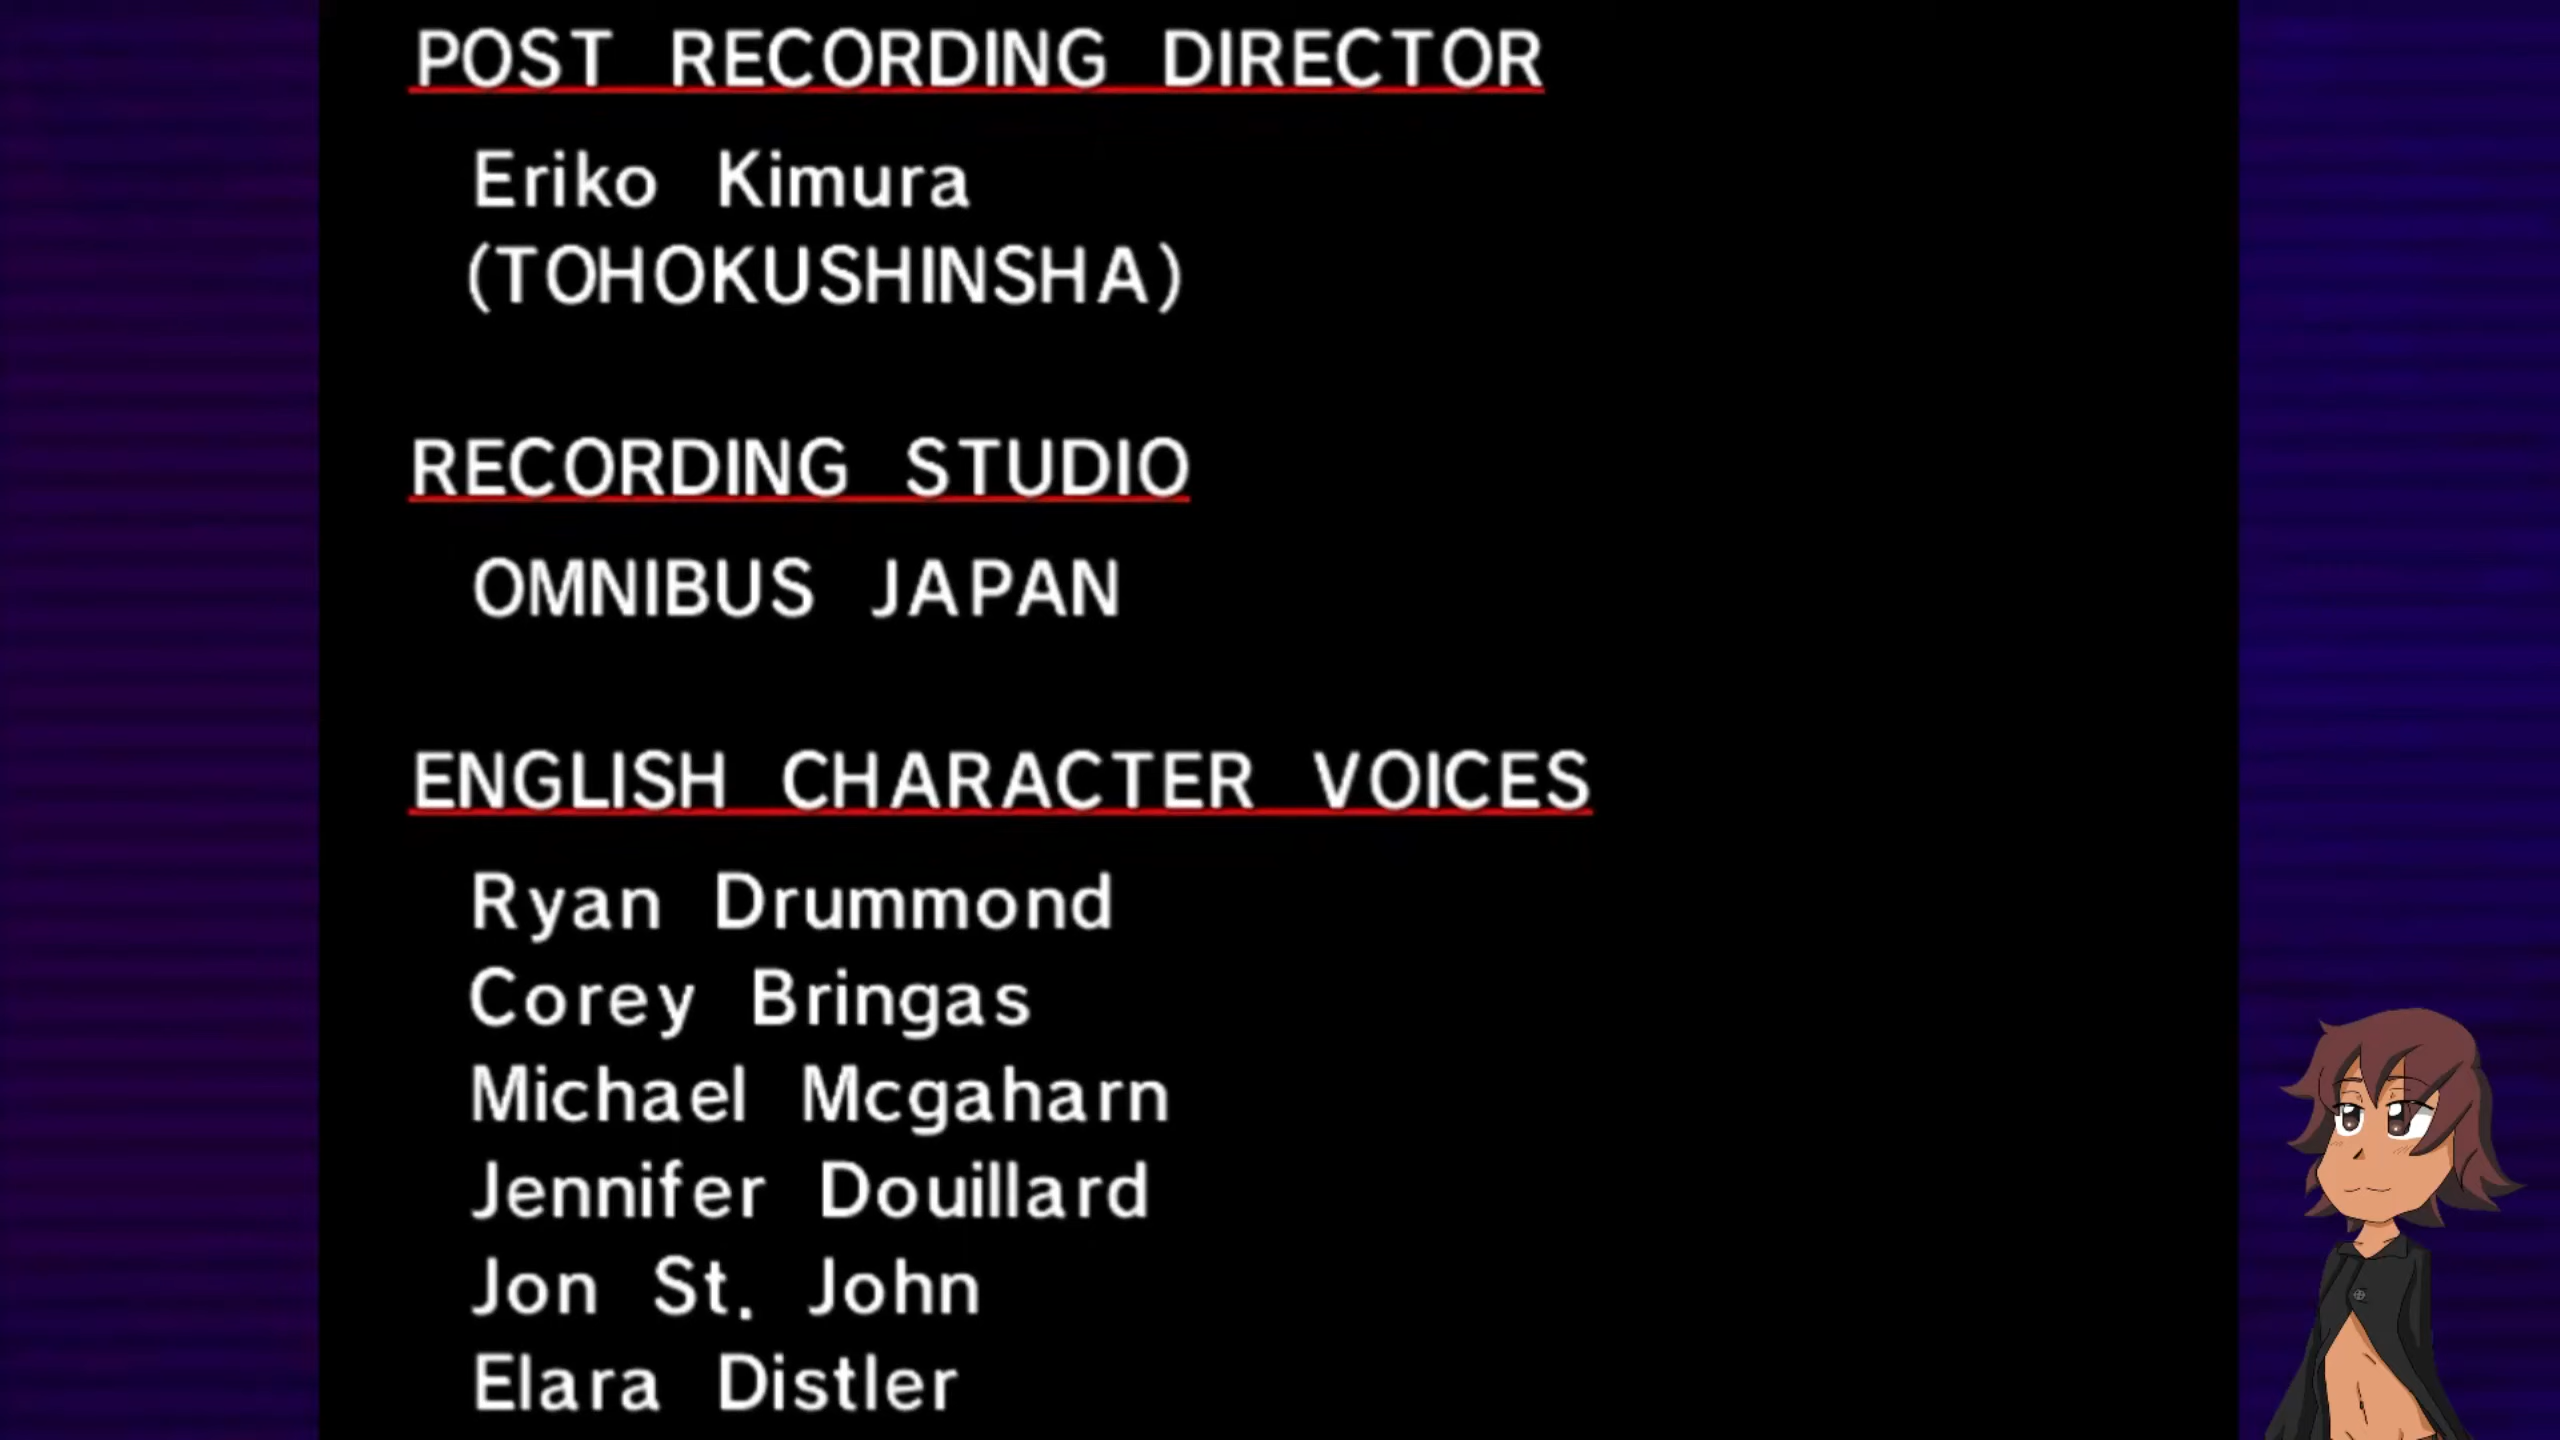 POST RECORDING DIRECTOR
Eriko Kimura
(TOHOKUSHINSHA)
RECORDING STUDIO
OMNIBUS JAPAN
ENGLISH CHARACTER VOICES
Ryan Drummond
Corey Bringas
Michael Mcgaharn
Jennifer Douillard
Jon St. John
Elara Distler